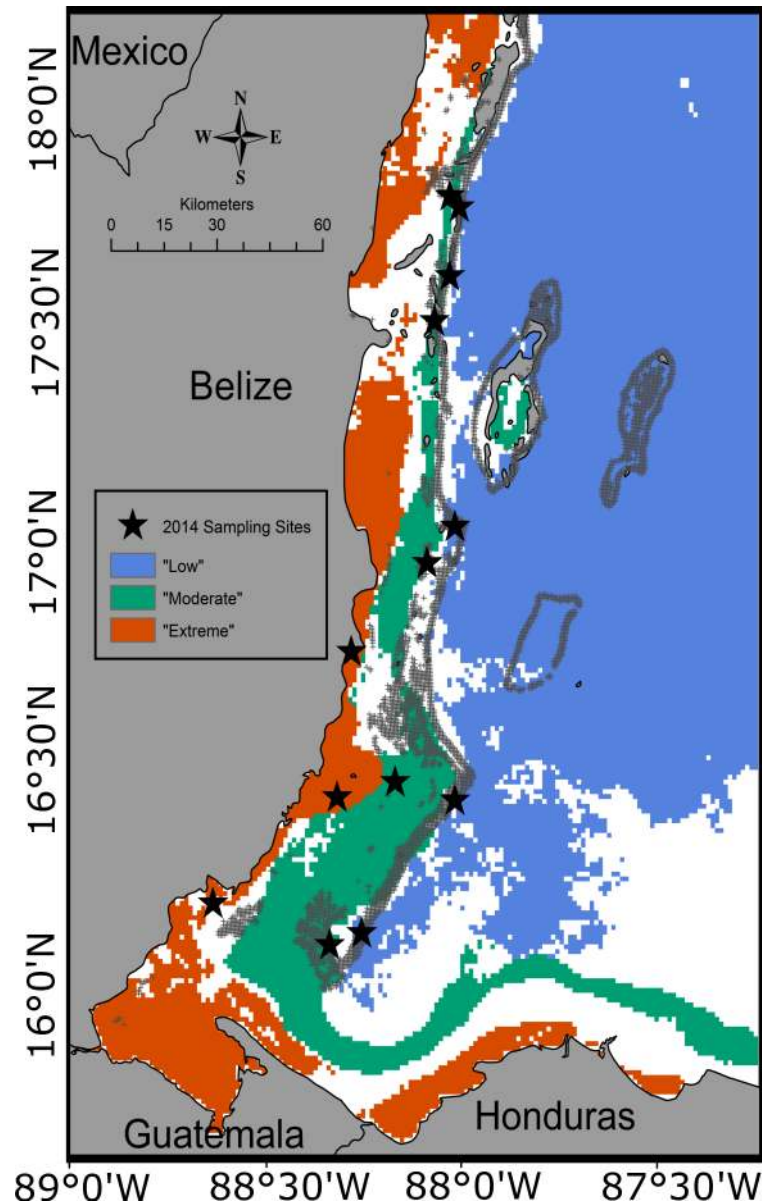 Mexico
N
W E
S
Kilometers
0 15 30 60
18°0'N
17°30'N
Belize
2014 Sampling Sites
"Low"
"Moderate"
"Extreme"
17°0'N
16°30'N
16°0'N
Honduras
Guatemala
89°0'W 88°30'W 88°0'W 87°30'W